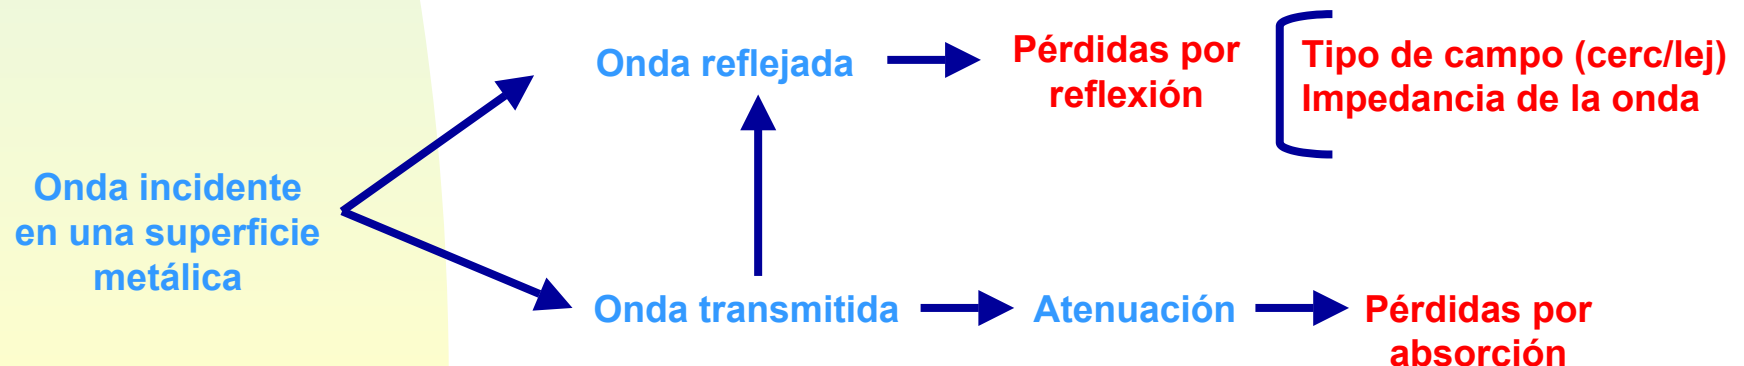 Onda incidente
en una superficie
metálica
Onda reflejada
Pérdidas por
reflexión
Tipo de campo (cerc/lej)
Impedancia de la onda
Onda transmitida
Atenuación
Pérdidas por
absorción